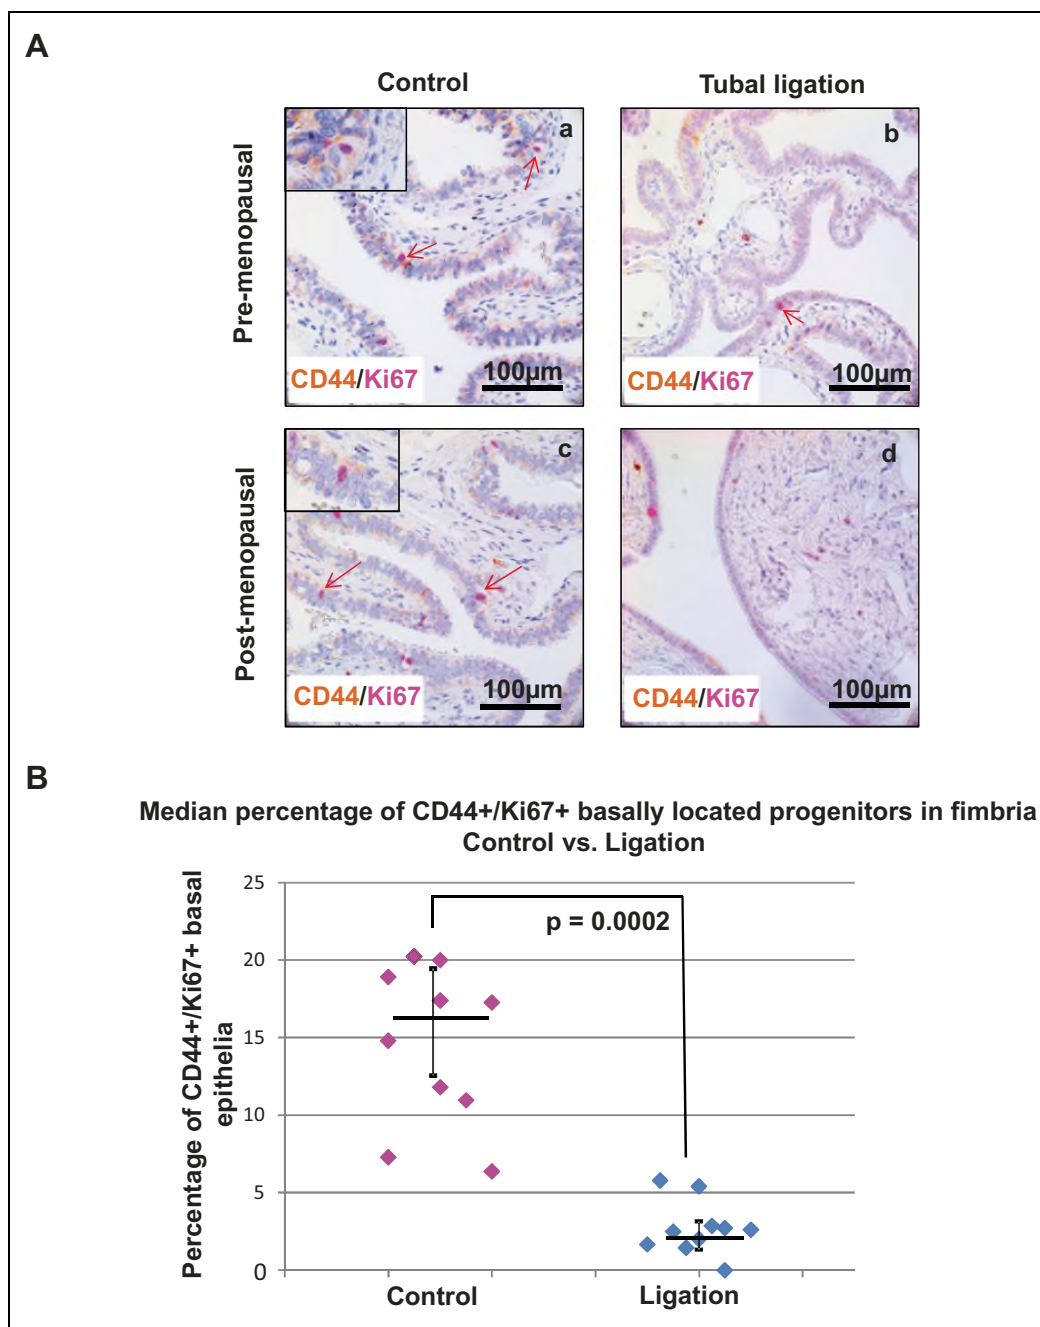 A
Control
Tubal ligation
Pre-menopausal
a
CD44/Ki67
100µm
b
CD44/Ki67
100µm
Post-menopausal
c
CD44/Ki67
100µm
d
CD44/Ki67
100µm
B
Median percentage of CD44+/Ki67+ basally located progenitors in fimbria
Control vs. Ligation
Percentage of CD44+/Ki67+ basal
epithelia
25
20
15
10
5
0
p = 0.0002
Control
Ligation